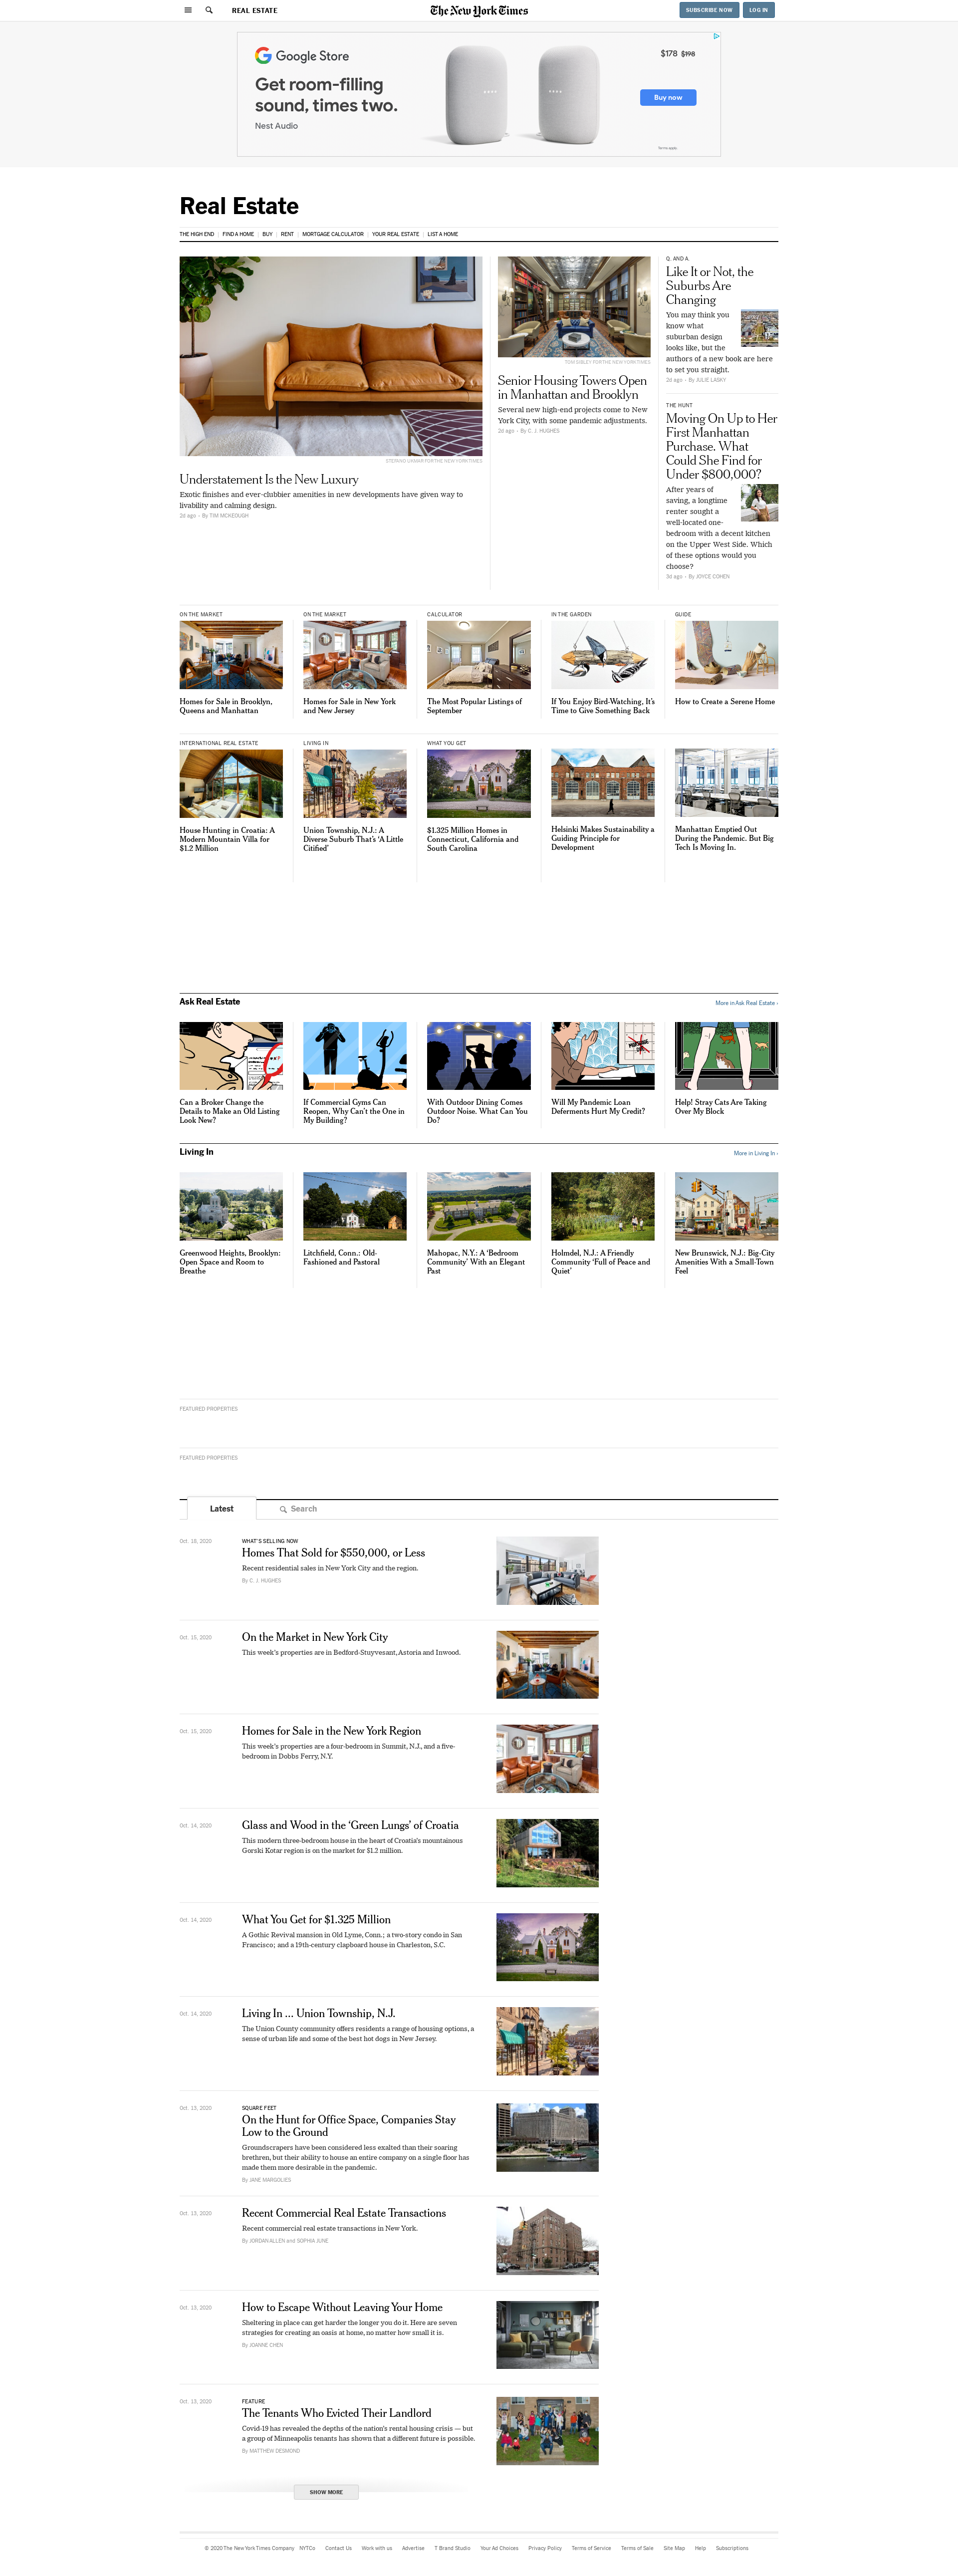 REAL ESTATE
The New York Times
SUBSCRIBE NOW
LOG IN
Google Store
Get room-filling
sound, times two.
Nest Audio
$178 $198
Buy now
Terms apply.
Real Estate
THE HIGH END | FIND A HOME | BUY | RENT | MORTGAGE CALCULATOR | YOUR REAL ESTATE | LIST A HOME
STEFANO UKMAR FOR THE NEW YORK TIMES
Understatement Is the New Luxury
Exotic finishes and ever-clubbier amenities in new developments have given way to
livability and calming design.
2d ago - By TIM MCKEOUGH
TOM SIBLEY FOR THE NEW YORK TIMES
Senior Housing Towers Open
in Manhattan and Brooklyn
Several new high-end projects come to New
York City, with some pandemic adjustments.
2d ago - By C. J. HUGHES
Q. AND A.
Like It or Not, the
Suburbs Are
Changing
You may think you
know what
suburban design
looks like, but the
authors of a new book are here
to set you straight.
2d ago - By JULIE LASKY
THE HUNT
Moving On Up to Her
First Manhattan
Purchase. What
Could She Find for
Under $800,000?
After years of
saving, a longtime
renter sought a
well-located one-
bedroom with a decent kitchen
on the Upper West Side. Which
of these options would you
choose?
3d ago - By JOYCE COHEN
ON THE MARKET
Homes for Sale in Brooklyn,
Queens and Manhattan
ON THE MARKET
Homes for Sale in New York
and New Jersey
CALCULATOR
The Most Popular Listings of
September
IN THE GARDEN
If You Enjoy Bird-Watching, It's
Time to Give Something Back
GUIDE
How to Create a Serene Home
INTERNATIONAL REAL ESTATE
House Hunting in Croatia: A
Modern Mountain Villa for
$1.2 Million
LIVING IN
Union Township, N.J.: A
Diverse Suburb That's 'A Little
Citified'
WHAT YOU GET
$1.325 Million Homes in
Connecticut, California and
South Carolina
Helsinki Makes Sustainability a
Guiding Principle for
Development
Manhattan Emptied Out
During the Pandemic. But Big
Tech Is Moving In.
Ask Real Estate
More in Ask Real Estate ›
Can a Broker Change the
Details to Make an Old Listing
Look New?
If Commercial Gyms Can
Reopen, Why Can't the One in
My Building?
With Outdoor Dining Comes
Outdoor Noise. What Can You
Do?
Will My Pandemic Loan
Deferments Hurt My Credit?
Help! Stray Cats Are Taking
Over My Block
Living In
More in Living In ›
Greenwood Heights, Brooklyn:
Open Space and Room to
Breathe
Litchfield, Conn.: Old-
Fashioned and Pastoral
Mahopac, N.Y.: A 'Bedroom
Community' With an Elegant
Past
Holmdel, N.J.: A Friendly
Community 'Full of Peace and
Quiet'
New Brunswick, N.J.: Big-City
Amenities With a Small-Town
Feel
FEATURED PROPERTIES
FEATURED PROPERTIES
Latest
Search
Oct. 19, 2020
WHAT'S SELLING NOW
Homes That Sold for $550,000, or Less
Recent residential sales in New York City and the region.
By C. J. HUGHES
Oct. 15, 2020
On the Market in New York City
This week's properties are in Bedford-Stuyvesant, Astoria and Inwood.
Oct. 15, 2020
Homes for Sale in the New York Region
This week's properties are a four-bedroom in Summit, N.J., and a five-
bedroom in Dobbs Ferry, N.Y.
Oct. 14, 2020
Glass and Wood in the 'Green Lungs' of Croatia
This modern three-bedroom house in the heart of Croatia's mountainous
Gorski Kotar region is on the market for $1.2 million.
Oct. 14, 2020
What You Get for $1.325 Million
A Gothic Revival mansion in Old Lyme, Conn.; a two-story condo in San
Francisco; and a 19th-century clapboard house in Charleston, S.C.
Oct. 14, 2020
Living In ... Union Township, N.J.
The Union County community offers residents a range of housing options, a
sense of urban life and some of the best hot dogs in New Jersey.
Oct. 13, 2020
SQUARE FEET
On the Hunt for Office Space, Companies Stay
Low to the Ground
Groundscrapers have been considered less exalted than their soaring
brethren, but their ability to house an entire company on a single floor has
made them more desirable in the pandemic.
By JANE MARGOLIES
Oct. 13, 2020
Recent Commercial Real Estate Transactions
Recent commercial real estate transactions in New York.
By JORDAN ALLEN and SOPHIA JUNE
Oct. 13, 2020
How to Escape Without Leaving Your Home
Sheltering in place can get harder the longer you do it. Here are seven
strategies for creating an oasis at home, no matter how small it is.
By JOANNE CHEN
Oct. 13, 2020
FEATURE
The Tenants Who Evicted Their Landlord
Covid-19 has revealed the depths of the nation's rental housing crisis — but
a group of Minneapolis tenants has shown that a different future is possible.
By MATTHEW DESMOND
SHOW MORE
© 2020 The New York Times Company NYTCo Contact Us Work with us Advertise T Brand Studio Your Ad Choices Privacy Policy Terms of Service Terms of Sale Site Map Help Subscriptions